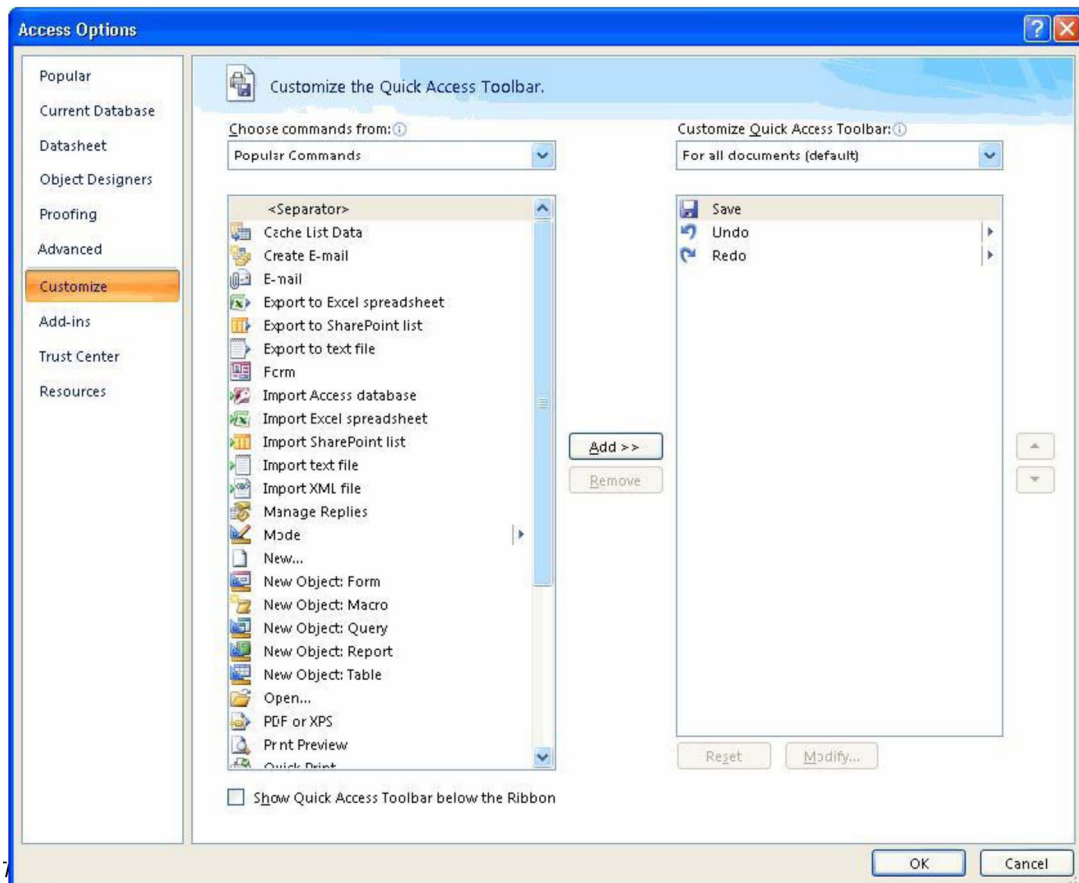 Access Options
Popular
Current Database
Datasheet
Object Designers
Proofing
Advanced
Customize
Add-ins
Trust Center
Resources
Customize the Quick Access Toolbar.
Choose commands from:
Popular Commands
<Separator>
Cache List Data
Create E-mail
E-mail
Export to Excel spreadsheet
Export to SharePoint list
Export to text file
Form
Import Access database
Import Excel spreadsheet
Import SharePoint list
Import text file
Import XML file
Manage Replies
Mode
New...
New Object: Form
New Object: Macro
New Object: Query
New Object: Report
New Object: Table
Open...
PDF or XPS
Print Preview
Quick Print
Show Quick Access Toolbar below the Ribbon
Add >>
Remove
Customize Quick Access Toolbar:
For all documents (default)
Save
Undo
Redo
Reset
Modify...
OK
Cancel